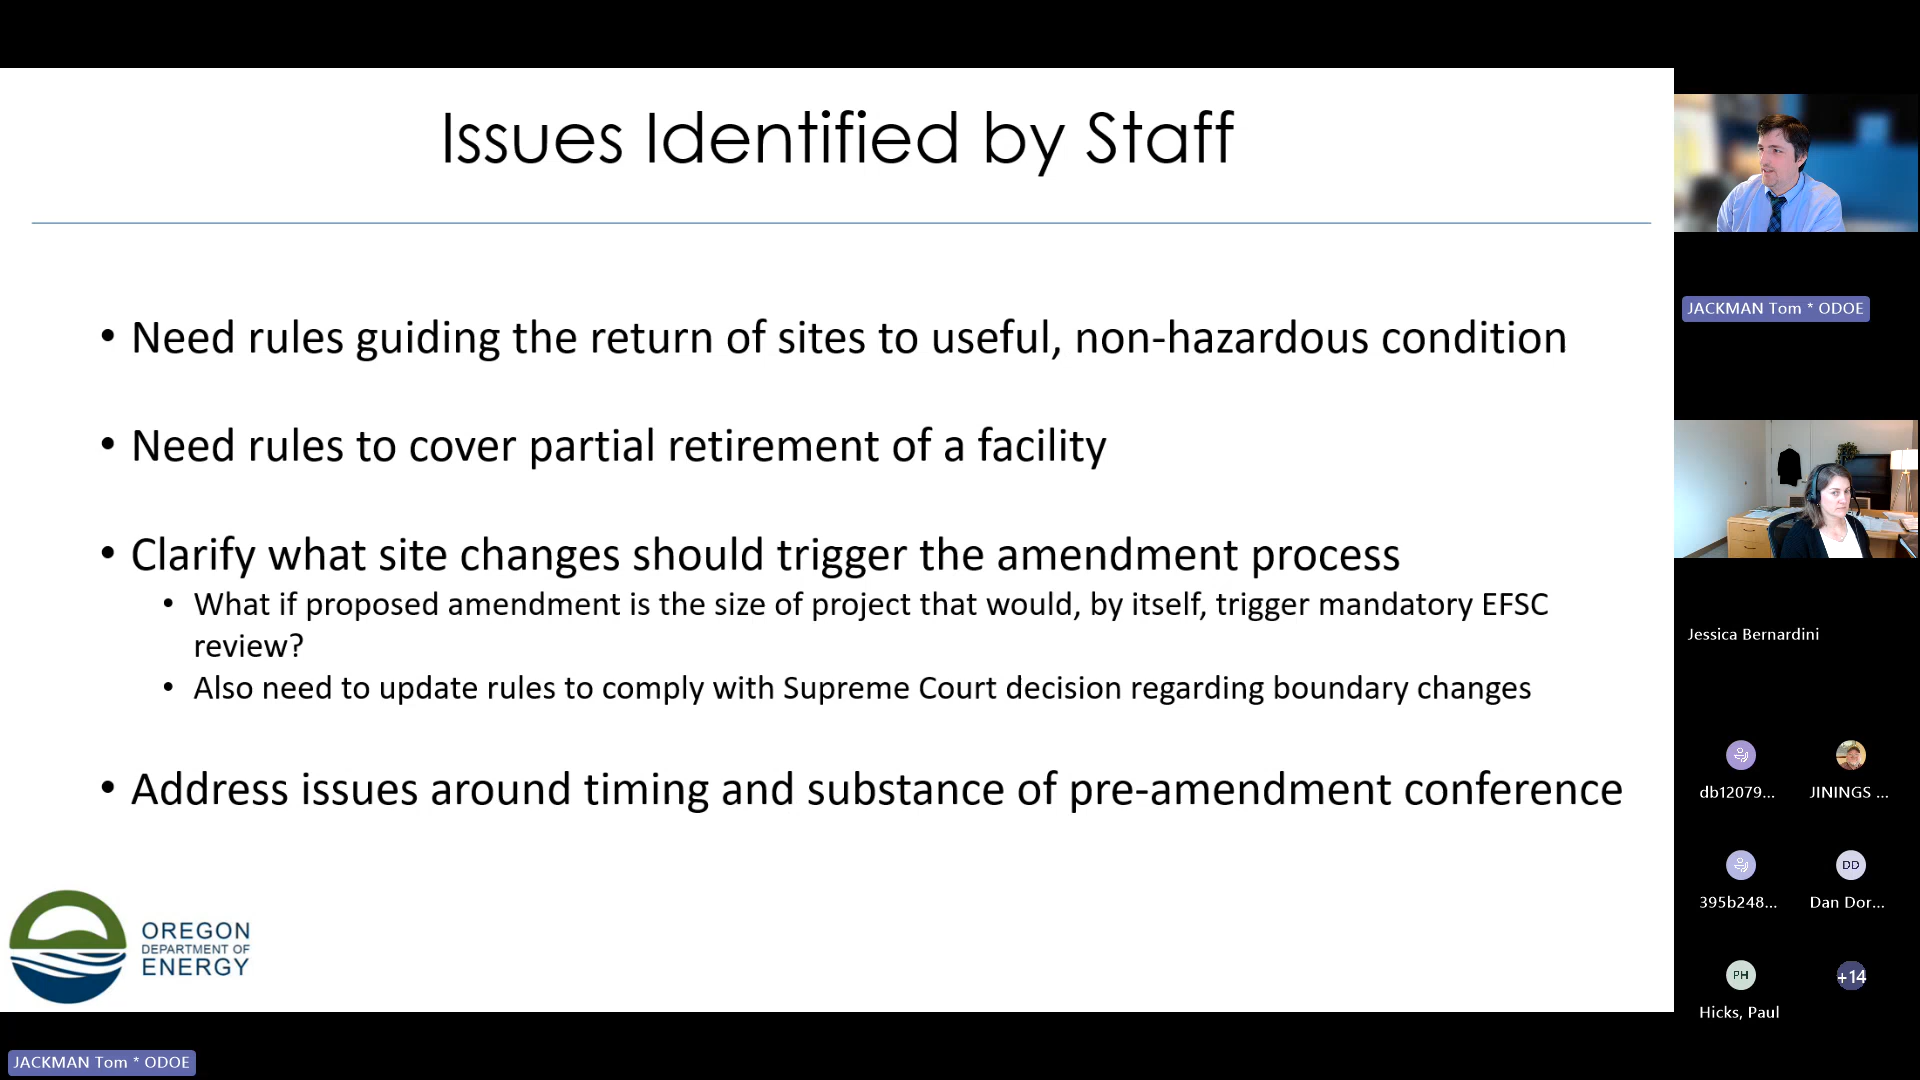 Issues Identified by Staff
• Need rules guiding the return of sites to useful, non-hazardous condition
• Need rules to cover partial retirement of a facility
• Clarify what site changes should trigger the amendment process
• What if proposed amendment is the size of project that would, by itself, trigger mandatory EFSC
review?
• Also need to update rules to comply with Supreme Court decision regarding boundary changes
• Address issues around timing and substance of pre-amendment conference
OREGON
DEPARTMENT OF
ENERGY
JACKMAN Tom * ODOE
JACKMAN Tom * ODOE
Jessica Bernardini
db12079...
JININGS ...
DD
395b248...
Dan Dor...
PH
+14
Hicks, Paul